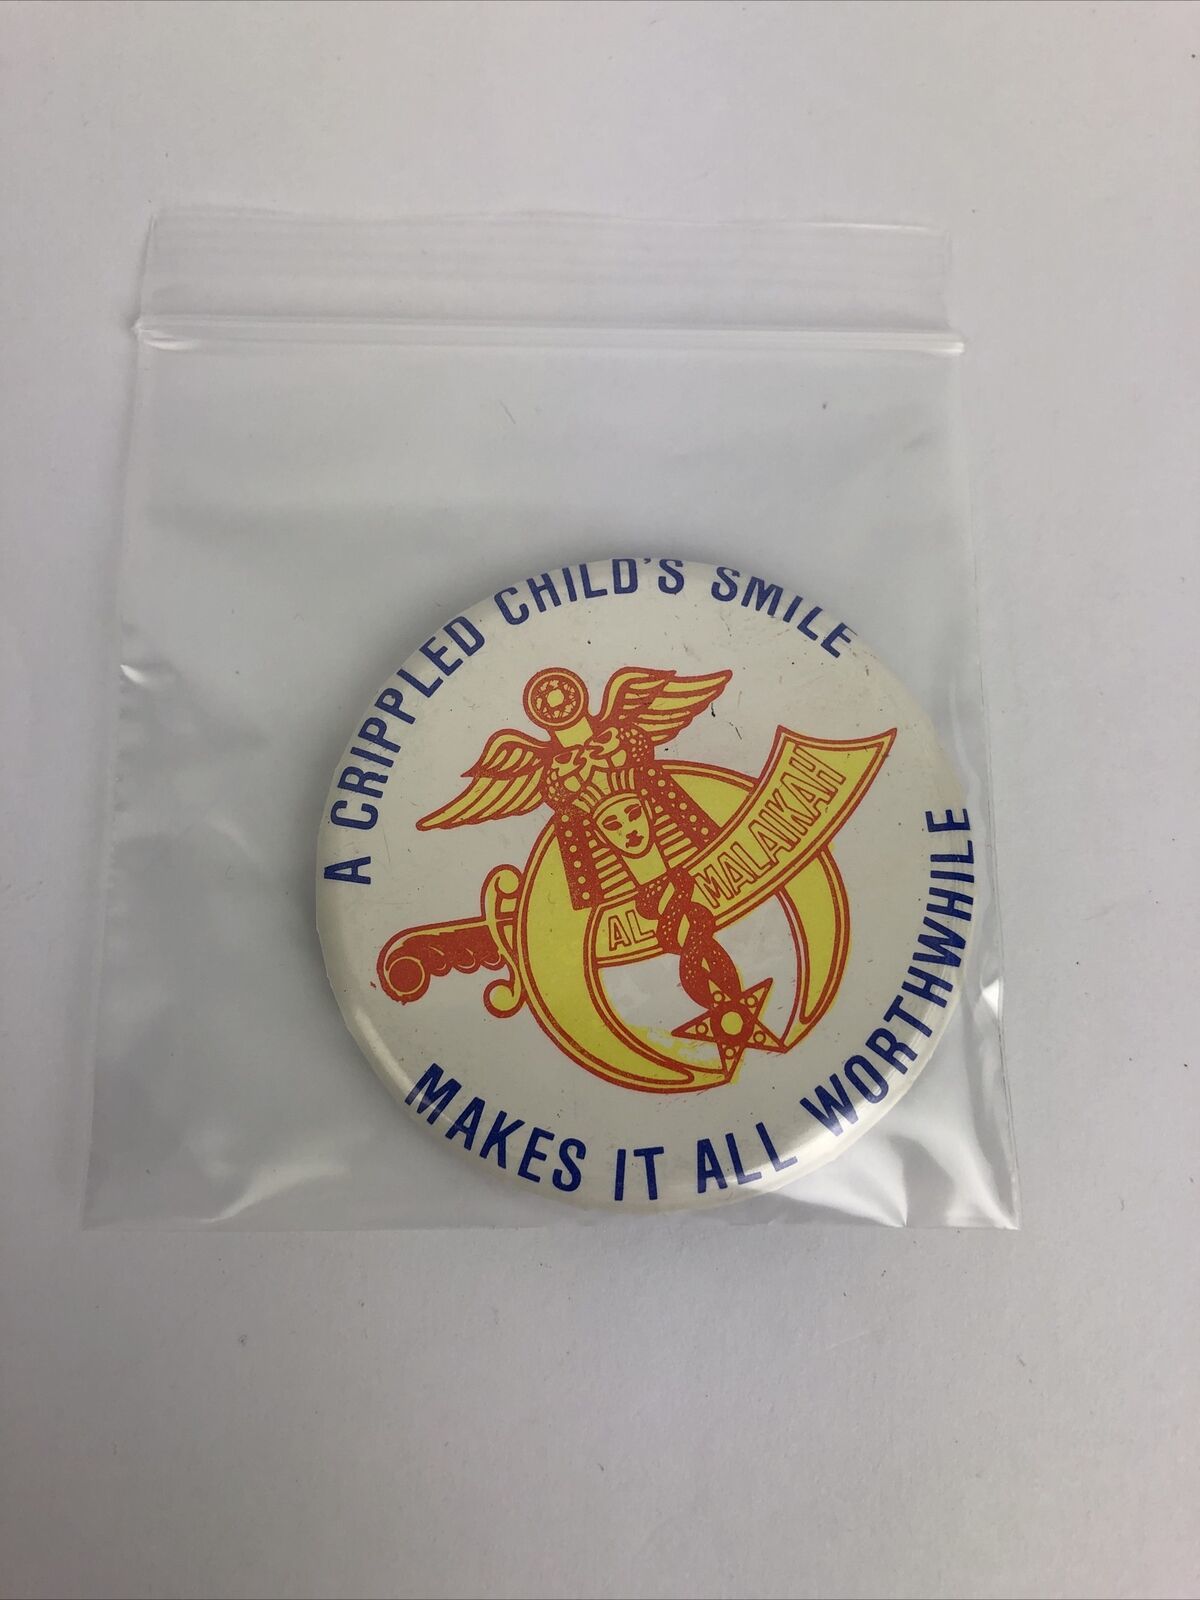 A CRIPPLED CHILD'S SMILE
AL MALAIKAH
MAKES IT ALL WORTHWHILE